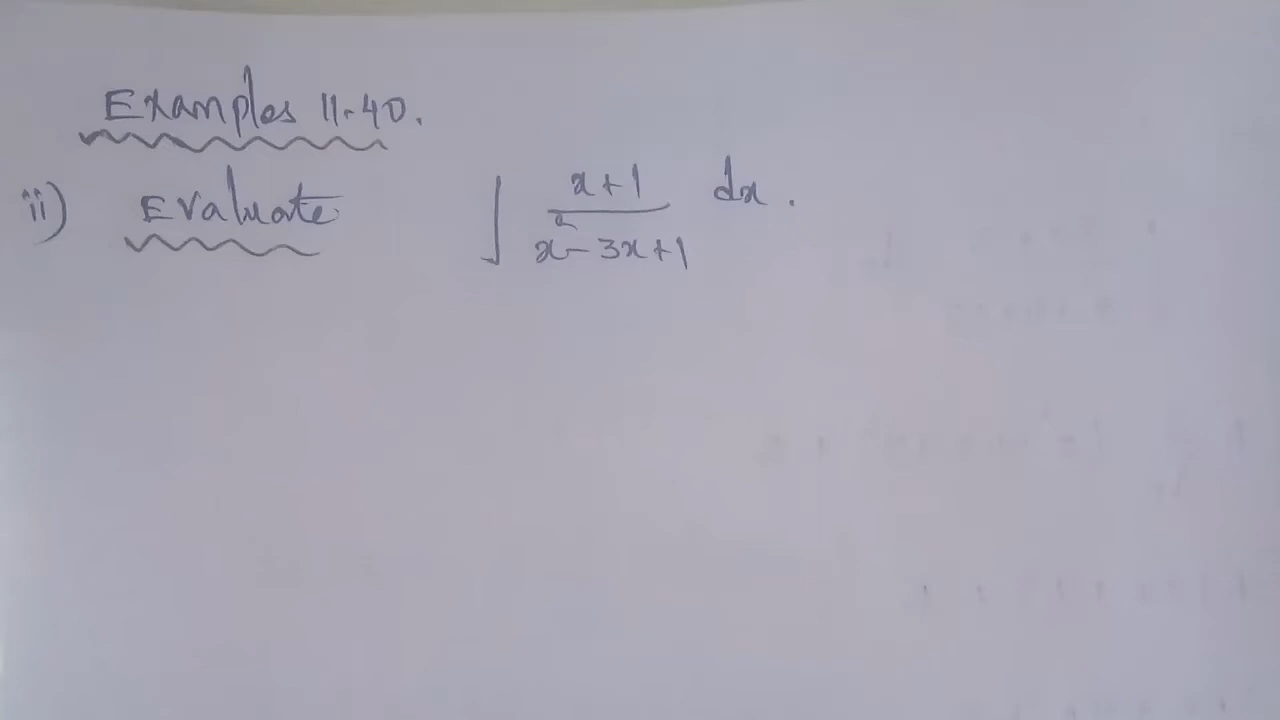 Examples 11.40.
ii) Evaluate ∫ x+1 / x² - 3x+1 dx.